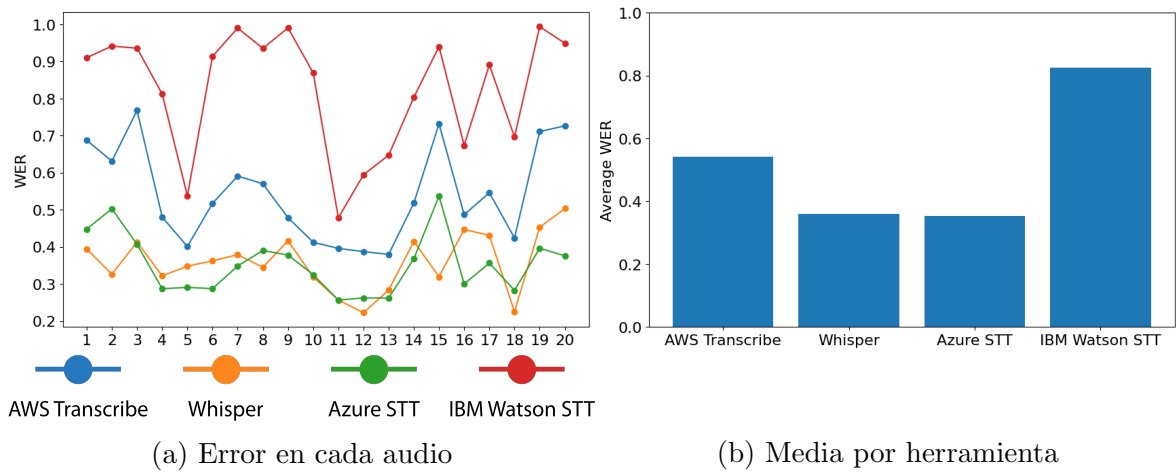 1.0
0.9
0.8
0.7
0.6
0.5
0.4
0.3
0.2
WER
1 2 3 4 5 6 7 8 9 10 11 12 13 14 15 16 17 18 19 20
AWS Transcribe Whisper Azure STT IBM Watson STT
(a) Error en cada audio
1.0
0.8
0.6
0.4
0.2
0.0
Average WER
AWS Transcribe Whisper Azure STT IBM Watson STT
(b) Media por herramienta